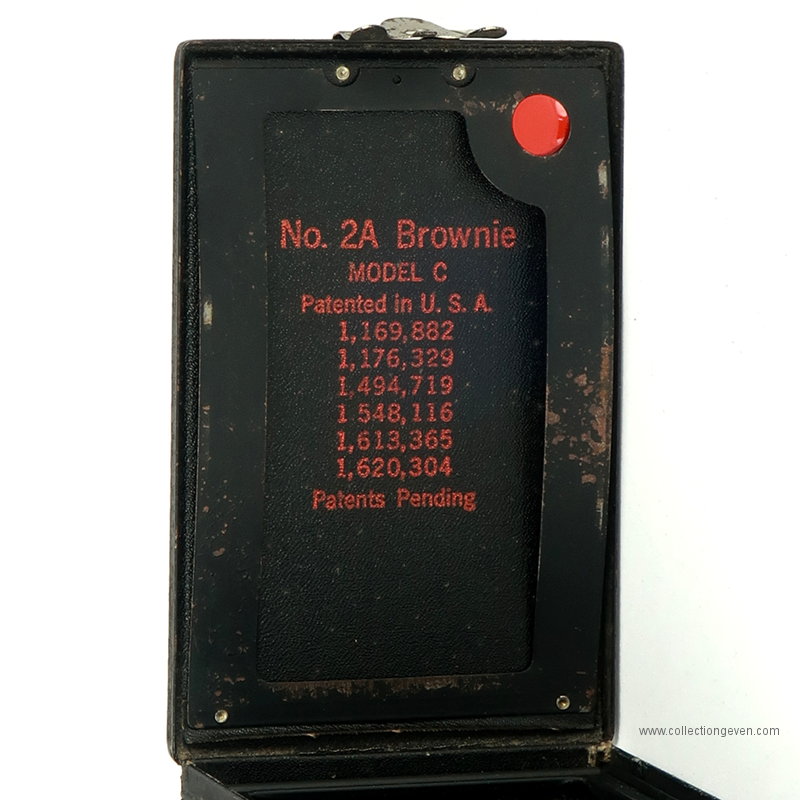 No. 2A Brownie
MODEL C
Patented in U. S. A.
1,169,882
1,176,329
1,494,719
1 548,116
1,613,365
1,620,304
Patents Pending
www.collectiongeven.com